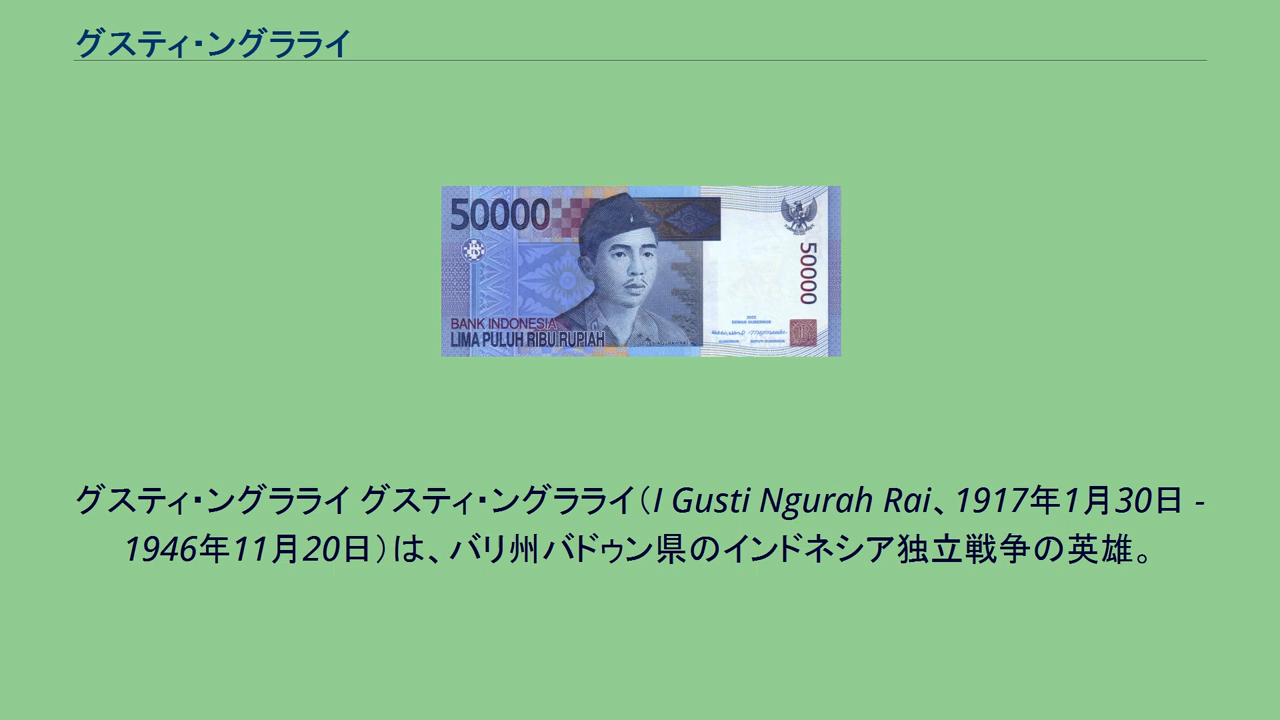 グスティ・ングラライ
50000
50000
BANK INDONESIA
LIMA PULUH RIBU RUPIAH
DEWAN GUBERNUR
グスティ・ングラライ グスティ・ングラライ（I Gusti Ngurah Rai、1917年1月30日 -
1946年11月20日）は、バリ州バドゥン県のインドネシア独立戦争の英雄。